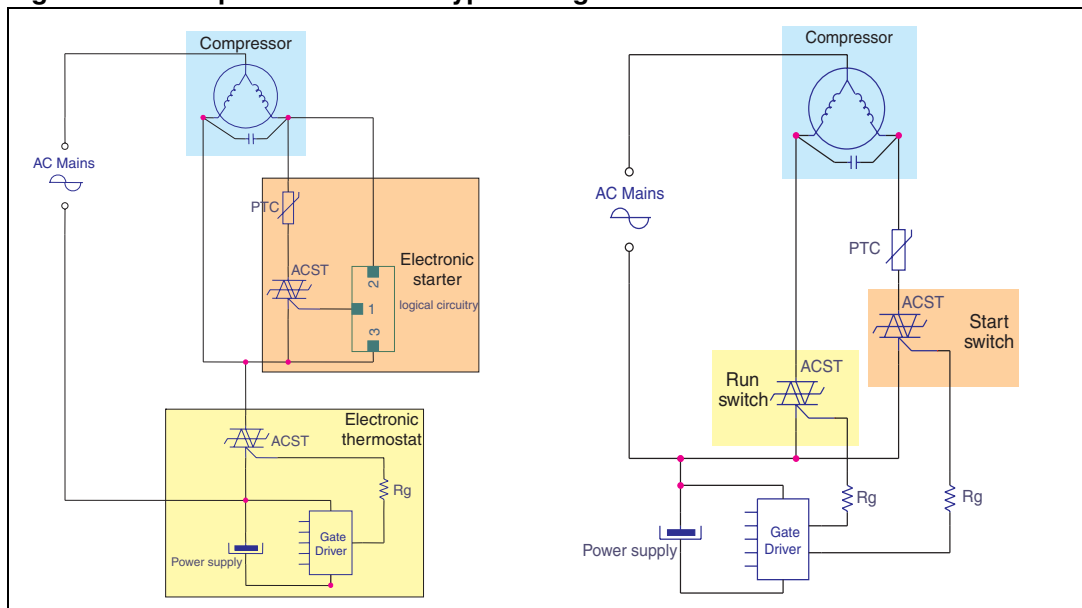 Compressor
AC Mains
PTC
ACST
Electronic
starter
logical circuitry
2
1
3
Electronic
thermostat
ACST
Rg
Gate
Driver
Power supply
Compressor
AC Mains
PTC
ACST
Start
switch
ACST
Run
switch
Rg
Rg
Gate
Driver
Power supply